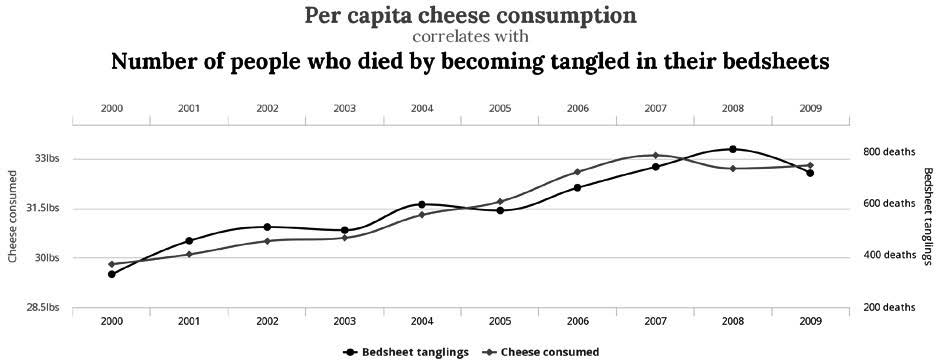 Per capita cheese consumption
correlates with
Number of people who died by becoming tangled in their bedsheets
2000 2001 2002 2003 2004 2005 2006 2007 2008 2009
Cheese consumed
33lbs
31.5lbs
30lbs
28.5lbs
800 deaths
600 deaths
400 deaths
200 deaths
Bedsheet tanglings
2000 2001 2002 2003 2004 2005 2006 2007 2008 2009
Bedsheet tanglings Cheese consumed